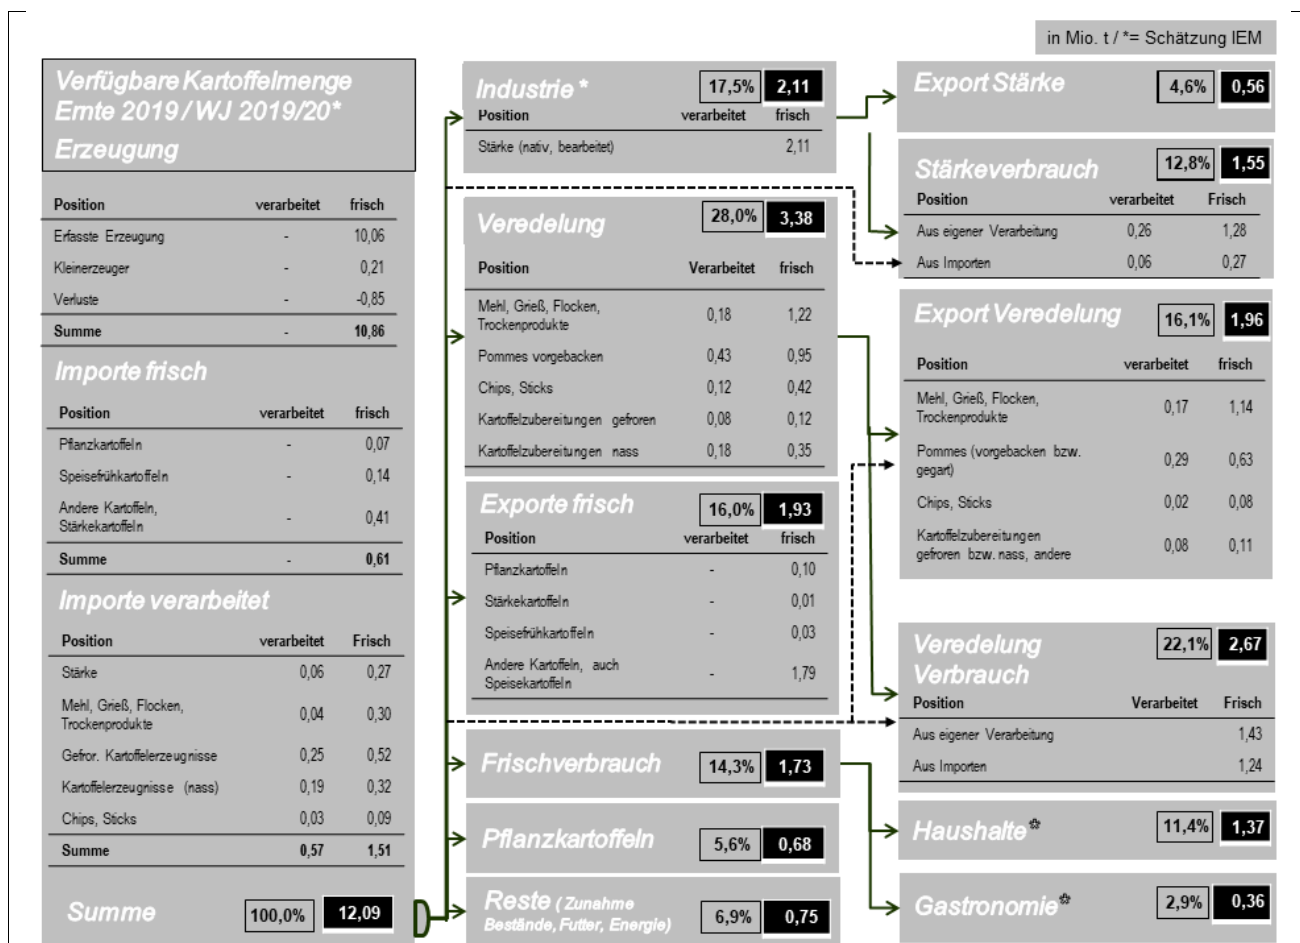 in Mio. t / *= Schätzung IEM
Verfügbare Kartoffelmenge
Ernte 2019 / WJ 2019/20*
Erzeugung
Position verarbeitet frisch
Erfasste Erzeugung - 10,06
Kleinerzeuger - 0,21
Verluste - -0,85
Summe - 10,86
Importe frisch
Position verarbeitet frisch
Pflanzkartoffeln - 0,07
Speisefrühkartoffeln - 0,14
Andere Kartoffeln,
Stärkekartoffeln - 0,41
Summe - 0,61
Importe verarbeitet
Position verarbeitet Frisch
Stärke 0,06 0,27
Mehl, Grieß, Flocken,
Trockenprodukte 0,04 0,30
Gefror. Kartoffelerzeugnisse 0,25 0,52
Kartoffelerzeugnisse (nass) 0,19 0,32
Chips, Sticks 0,03 0,09
Summe 0,57 1,51
Summe 100,0% 12,09
Industrie * 17,5% 2,11
Position verarbeitet frisch
Stärke (nativ, bearbeitet) 2,11
Veredelung 28,0% 3,38
Position Verarbeitet frisch
Mehl, Grieß, Flocken,
Trockenprodukte 0,18 1,22
Pommes vorgebacken 0,43 0,95
Chips, Sticks 0,12 0,42
Kartoffelzubereitungen gefroren 0,08 0,12
Kartoffelzubereitungen nass 0,18 0,35
Exporte frisch 16,0% 1,93
Position verarbeitet frisch
Pflanzkartoffeln - 0,10
Stärkekartoffeln - 0,01
Speisefrühkartoffeln - 0,03
Andere Kartoffeln, auch
Speisekartoffeln - 1,79
Frischverbrauch 14,3% 1,73
Pflanzkartoffeln 5,6% 0,68
Reste ( Zunahme
Bestände, Futter, Energie) 6,9% 0,75
Export Stärke 4,6% 0,56
Stärkeverbrauch 12,8% 1,55
Position verarbeitet Frisch
Aus eigener Verarbeitung 0,26 1,28
Aus Importen 0,06 0,27
Export Veredelung 16,1% 1,96
Position verarbeitet frisch
Mehl, Grieß, Flocken,
Trockenprodukte 0,17 1,14
Pommes (vorgebacken bzw.
gegart) 0,29 0,63
Chips, Sticks 0,02 0,08
Kartoffelzubereitungen
gefroren bzw. nass, andere 0,08 0,11
Veredelung 22,1% 2,67
Verbrauch
Position Verarbeitet Frisch
Aus eigener Verarbeitung 1,43
Aus Importen 1,24
Haushalte* 11,4% 1,37
Gastronomie* 2,9% 0,36